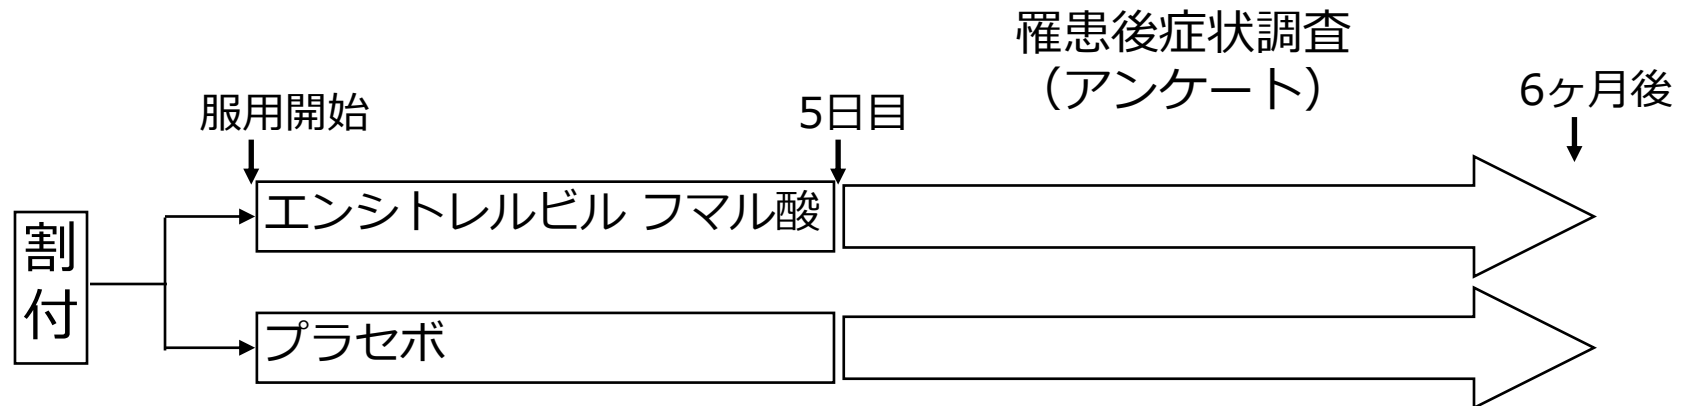 罹患後症状調査
（アンケート）
服用開始
5日目
6ヶ月後
割付
エンシトレルビル フマル酸
プラセボ